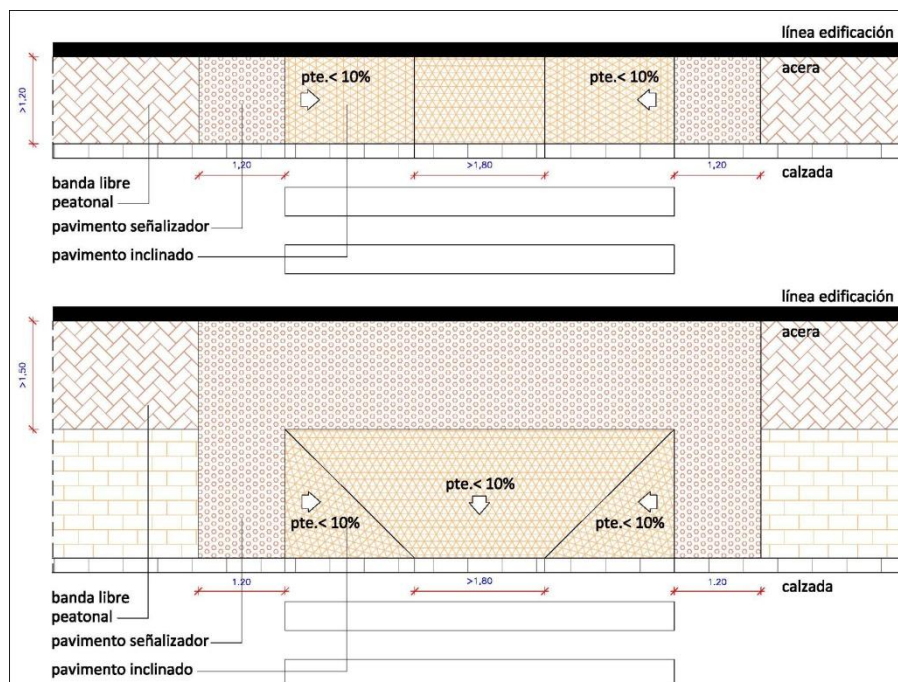 línea edificación
acera
pte.< 10%
pte.< 10%
>1,20
1,20
>1,80
1,20
calzada
banda libre
peatonal
pavimento señalizador
pavimento inclinado
línea edificación
acera
>1,50
pte.< 10%
pte.< 10%
pte.< 10%
1.20
>1,80
1.20
calzada
banda libre
peatonal
pavimento señalizador
pavimento inclinado